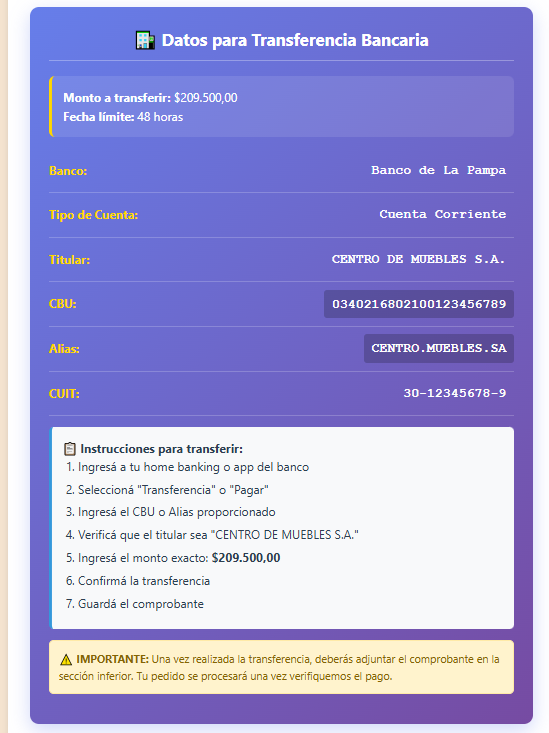 Datos para Transferencia Bancaria
Monto a transferir: $209.500,00
Fecha límite: 48 horas
Banco: Banco de La Pampa
Tipo de Cuenta: Cuenta Corriente
Titular: CENTRO DE MUEBLES S.A.
CBU: 0340216802100123456789
Alias: CENTRO.MUEBLES.SA
CUIT: 30-12345678-9
Instrucciones para transferir:
1. Ingresá a tu home banking o app del banco
2. Seleccioná "Transferencia" o "Pagar"
3. Ingresá el CBU o Alias proporcionado
4. Verificá que el titular sea "CENTRO DE MUEBLES S.A."
5. Ingresá el monto exacto: $209.500,00
6. Confirmá la transferencia
7. Guardá el comprobante
IMPORTANTE: Una vez realizada la transferencia, deberás adjuntar el comprobante en la
sección inferior. Tu pedido se procesará una vez verifiquemos el pago.